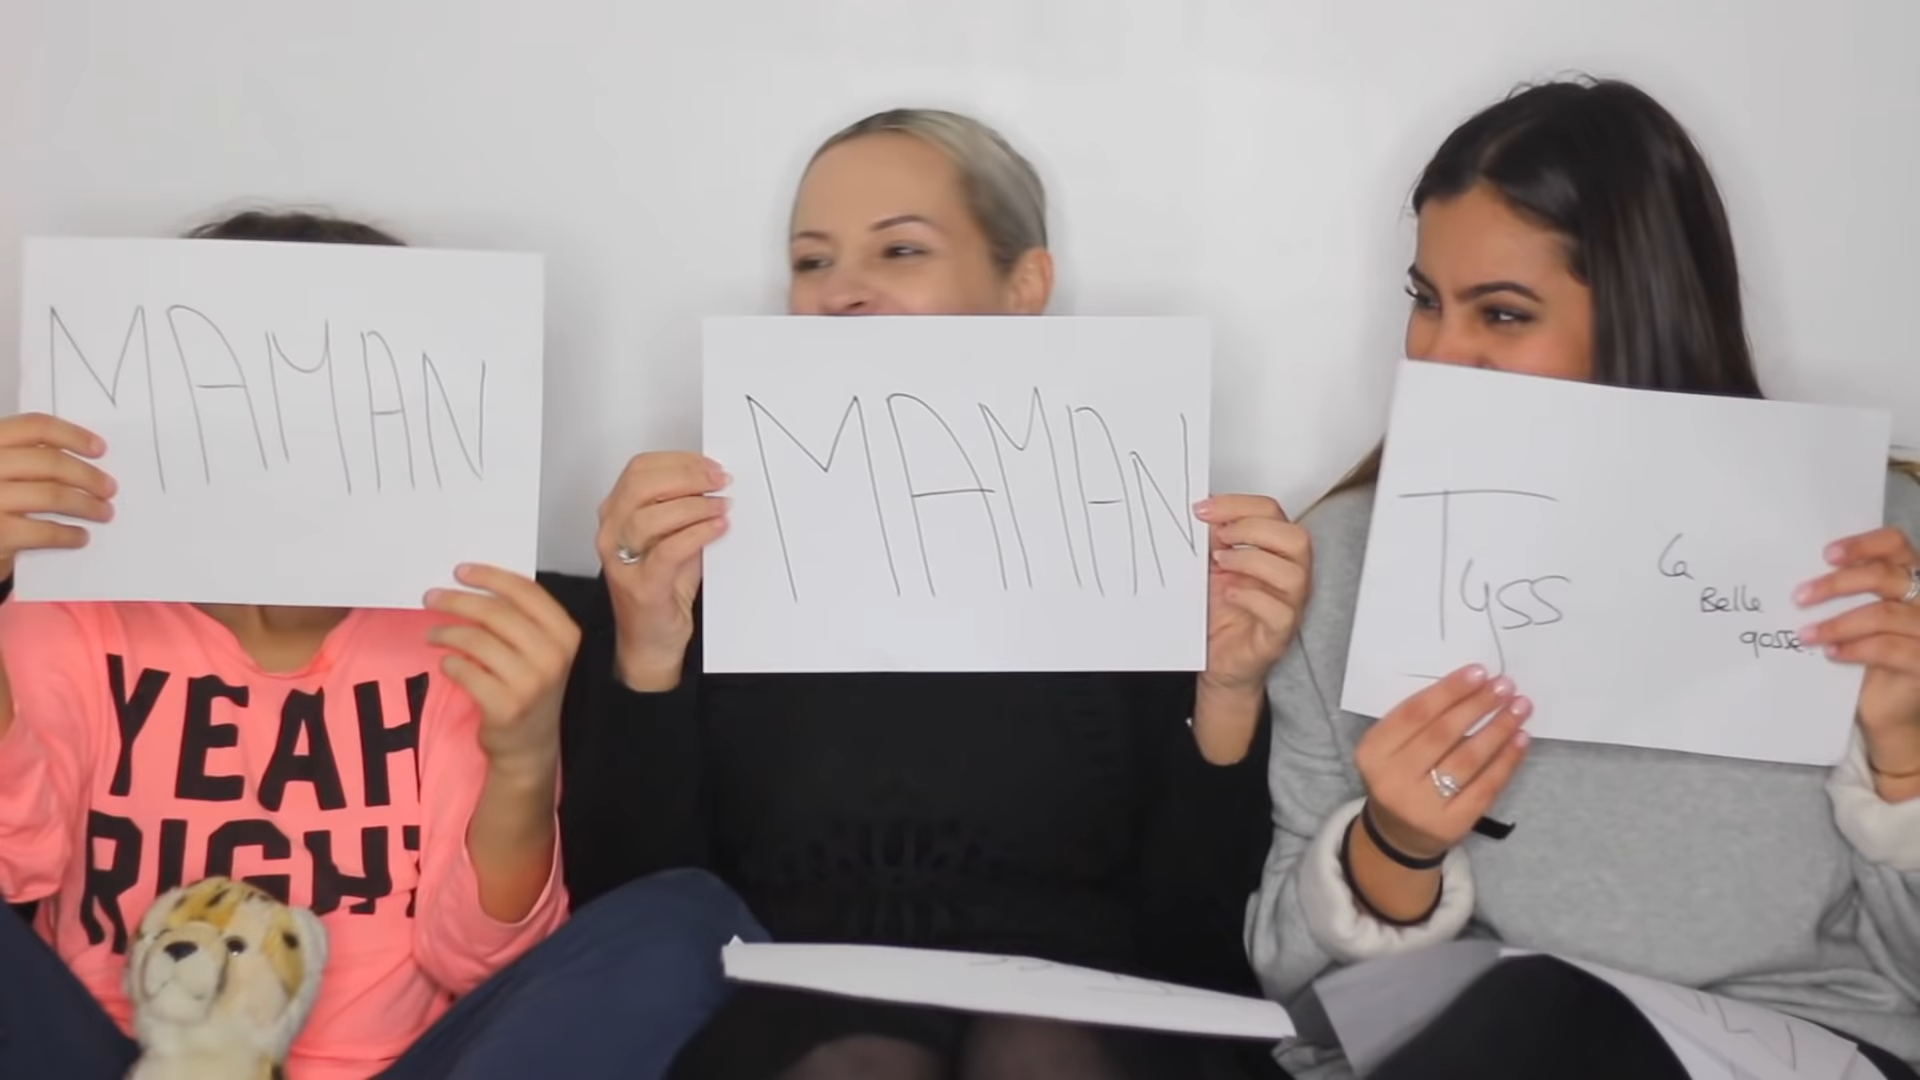 MAMAN
YEAH
RIGHT
MAMAN
Tyss
la
Belle
gosse.